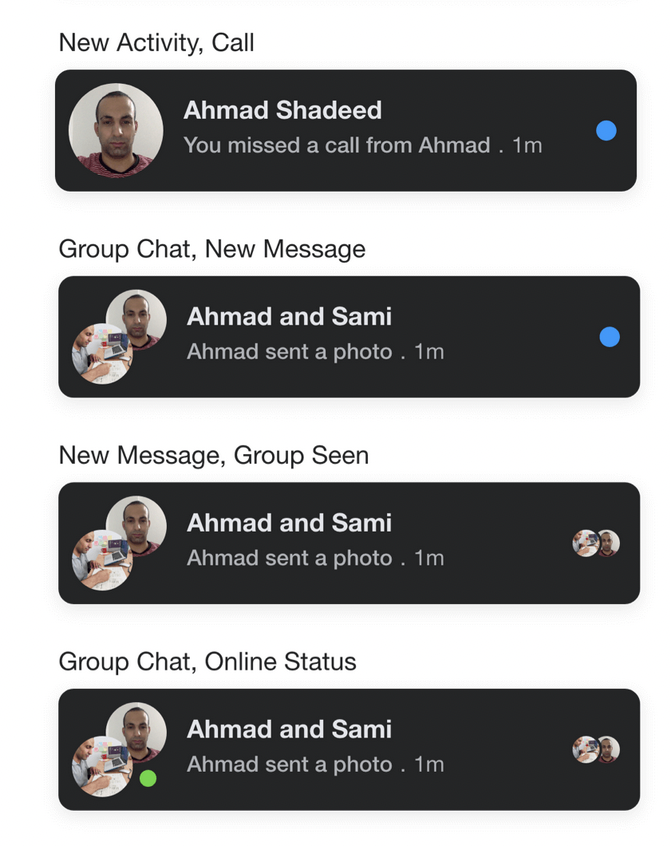 New Activity, Call
Ahmad Shadeed
You missed a call from Ahmad . 1m
Group Chat, New Message
Ahmad and Sami
Ahmad sent a photo . 1m
New Message, Group Seen
Ahmad and Sami
Ahmad sent a photo . 1m
Group Chat, Online Status
Ahmad and Sami
Ahmad sent a photo . 1m